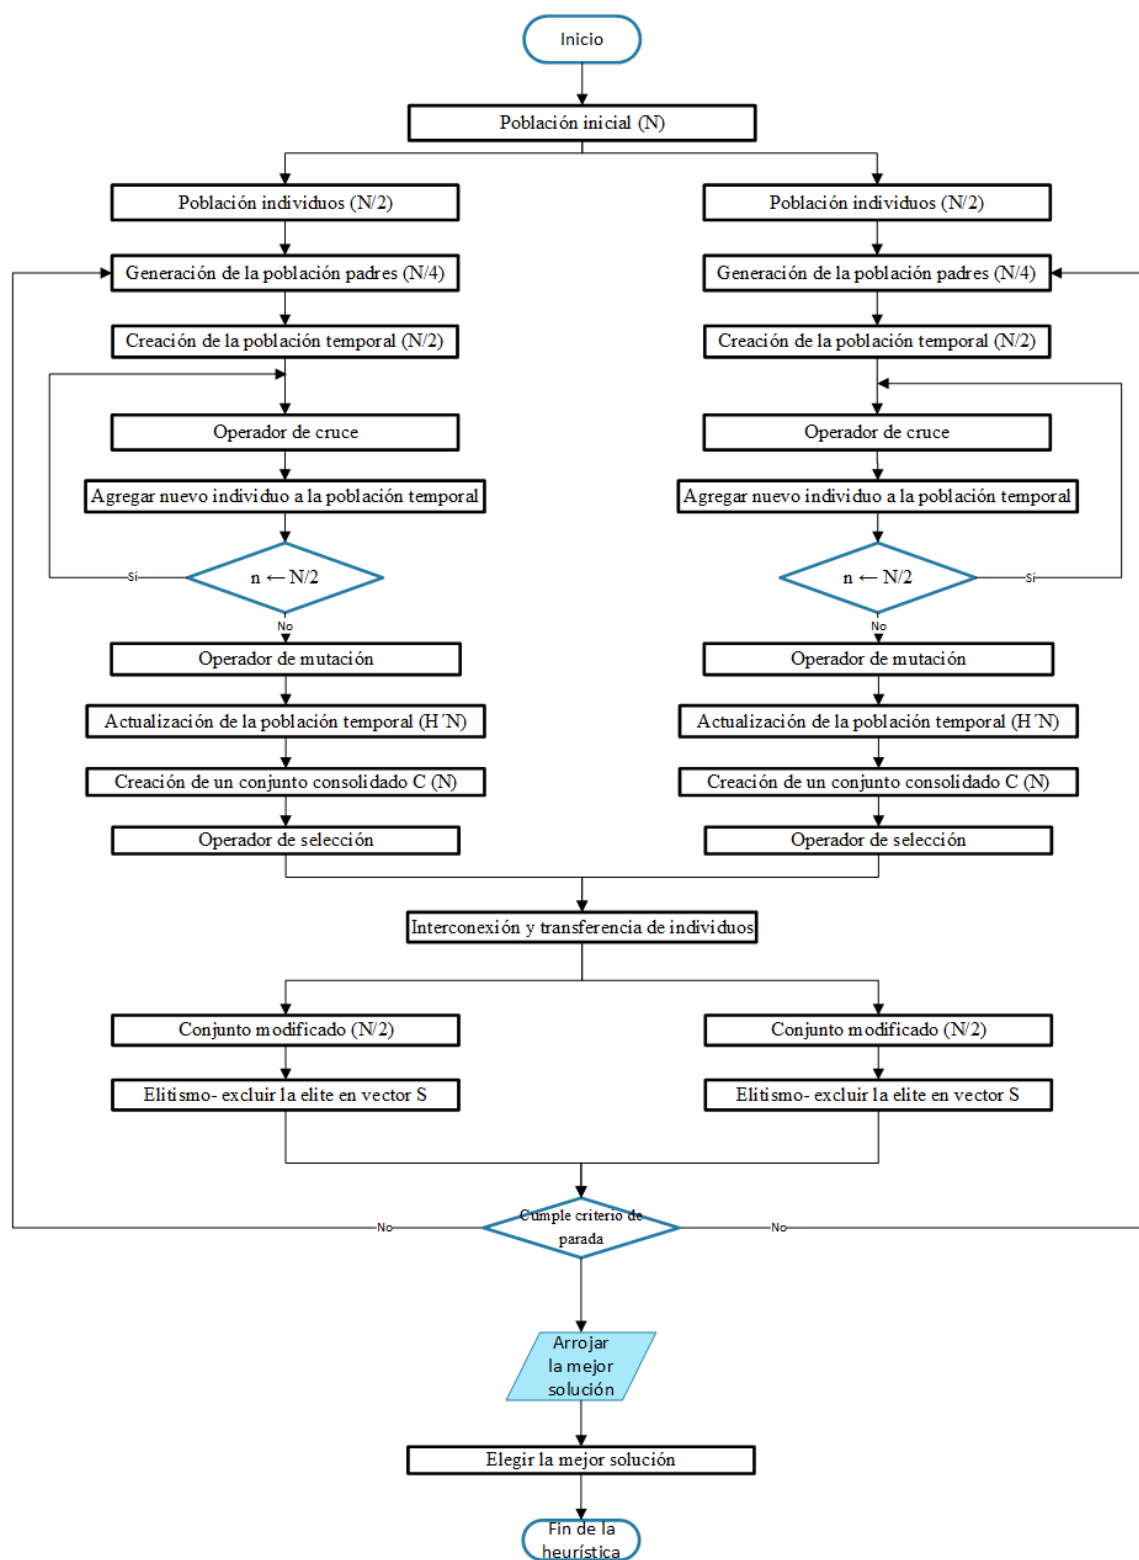 Inicio
Población inicial (N)
Población individuos (N/2)
Población individuos (N/2)
Generación de la población padres (N/4)
Generación de la población padres (N/4)
Creación de la población temporal (N/2)
Creación de la población temporal (N/2)
Operador de cruce
Operador de cruce
Agregar nuevo individuo a la población temporal
Agregar nuevo individuo a la población temporal
Sí
n ← N/2
n ← N/2
Sí
No
No
Operador de mutación
Operador de mutación
Actualización de la población temporal (H´N)
Actualización de la población temporal (H´N)
Creación de un conjunto consolidado C (N)
Creación de un conjunto consolidado C (N)
Operador de selección
Operador de selección
Interconexión y transferencia de individuos
Conjunto modificado (N/2)
Conjunto modificado (N/2)
Elitismo- excluir la elite en vector S
Elitismo- excluir la elite en vector S
No
Cumple criterio de
parada
No
Arrojar
la mejor
solución
Elegir la mejor solución
Fin de la
heurística